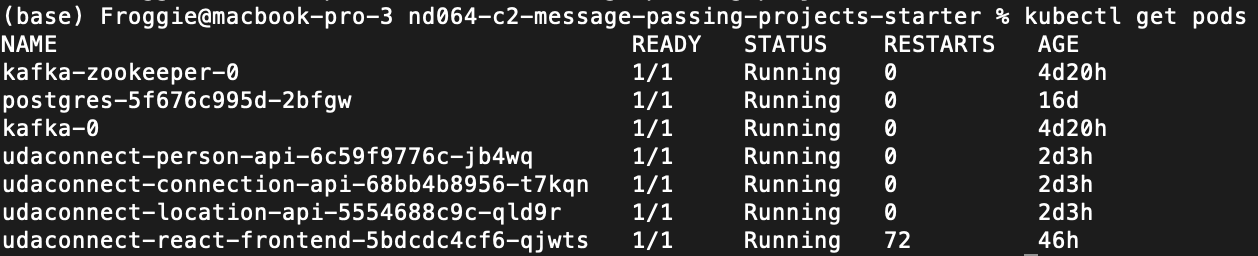 (base) Froggie@macbook-pro-3 nd064-c2-message-passing-projects-starter % kubectl get pods
NAME READY STATUS RESTARTS AGE
kafka-zookeeper-0 1/1 Running 0 4d20h
postgres-5f676c995d-2bfgw 1/1 Running 0 16d
kafka-0 1/1 Running 0 4d20h
udaconnect-person-api-6c59f9776c-jb4wq 1/1 Running 0 2d3h
udaconnect-connection-api-68bb4b8956-t7kqn 1/1 Running 0 2d3h
udaconnect-location-api-5554688c9c-qld9r 1/1 Running 0 2d3h
udaconnect-react-frontend-5bdcdc4cf6-qjwts 1/1 Running 72 46h